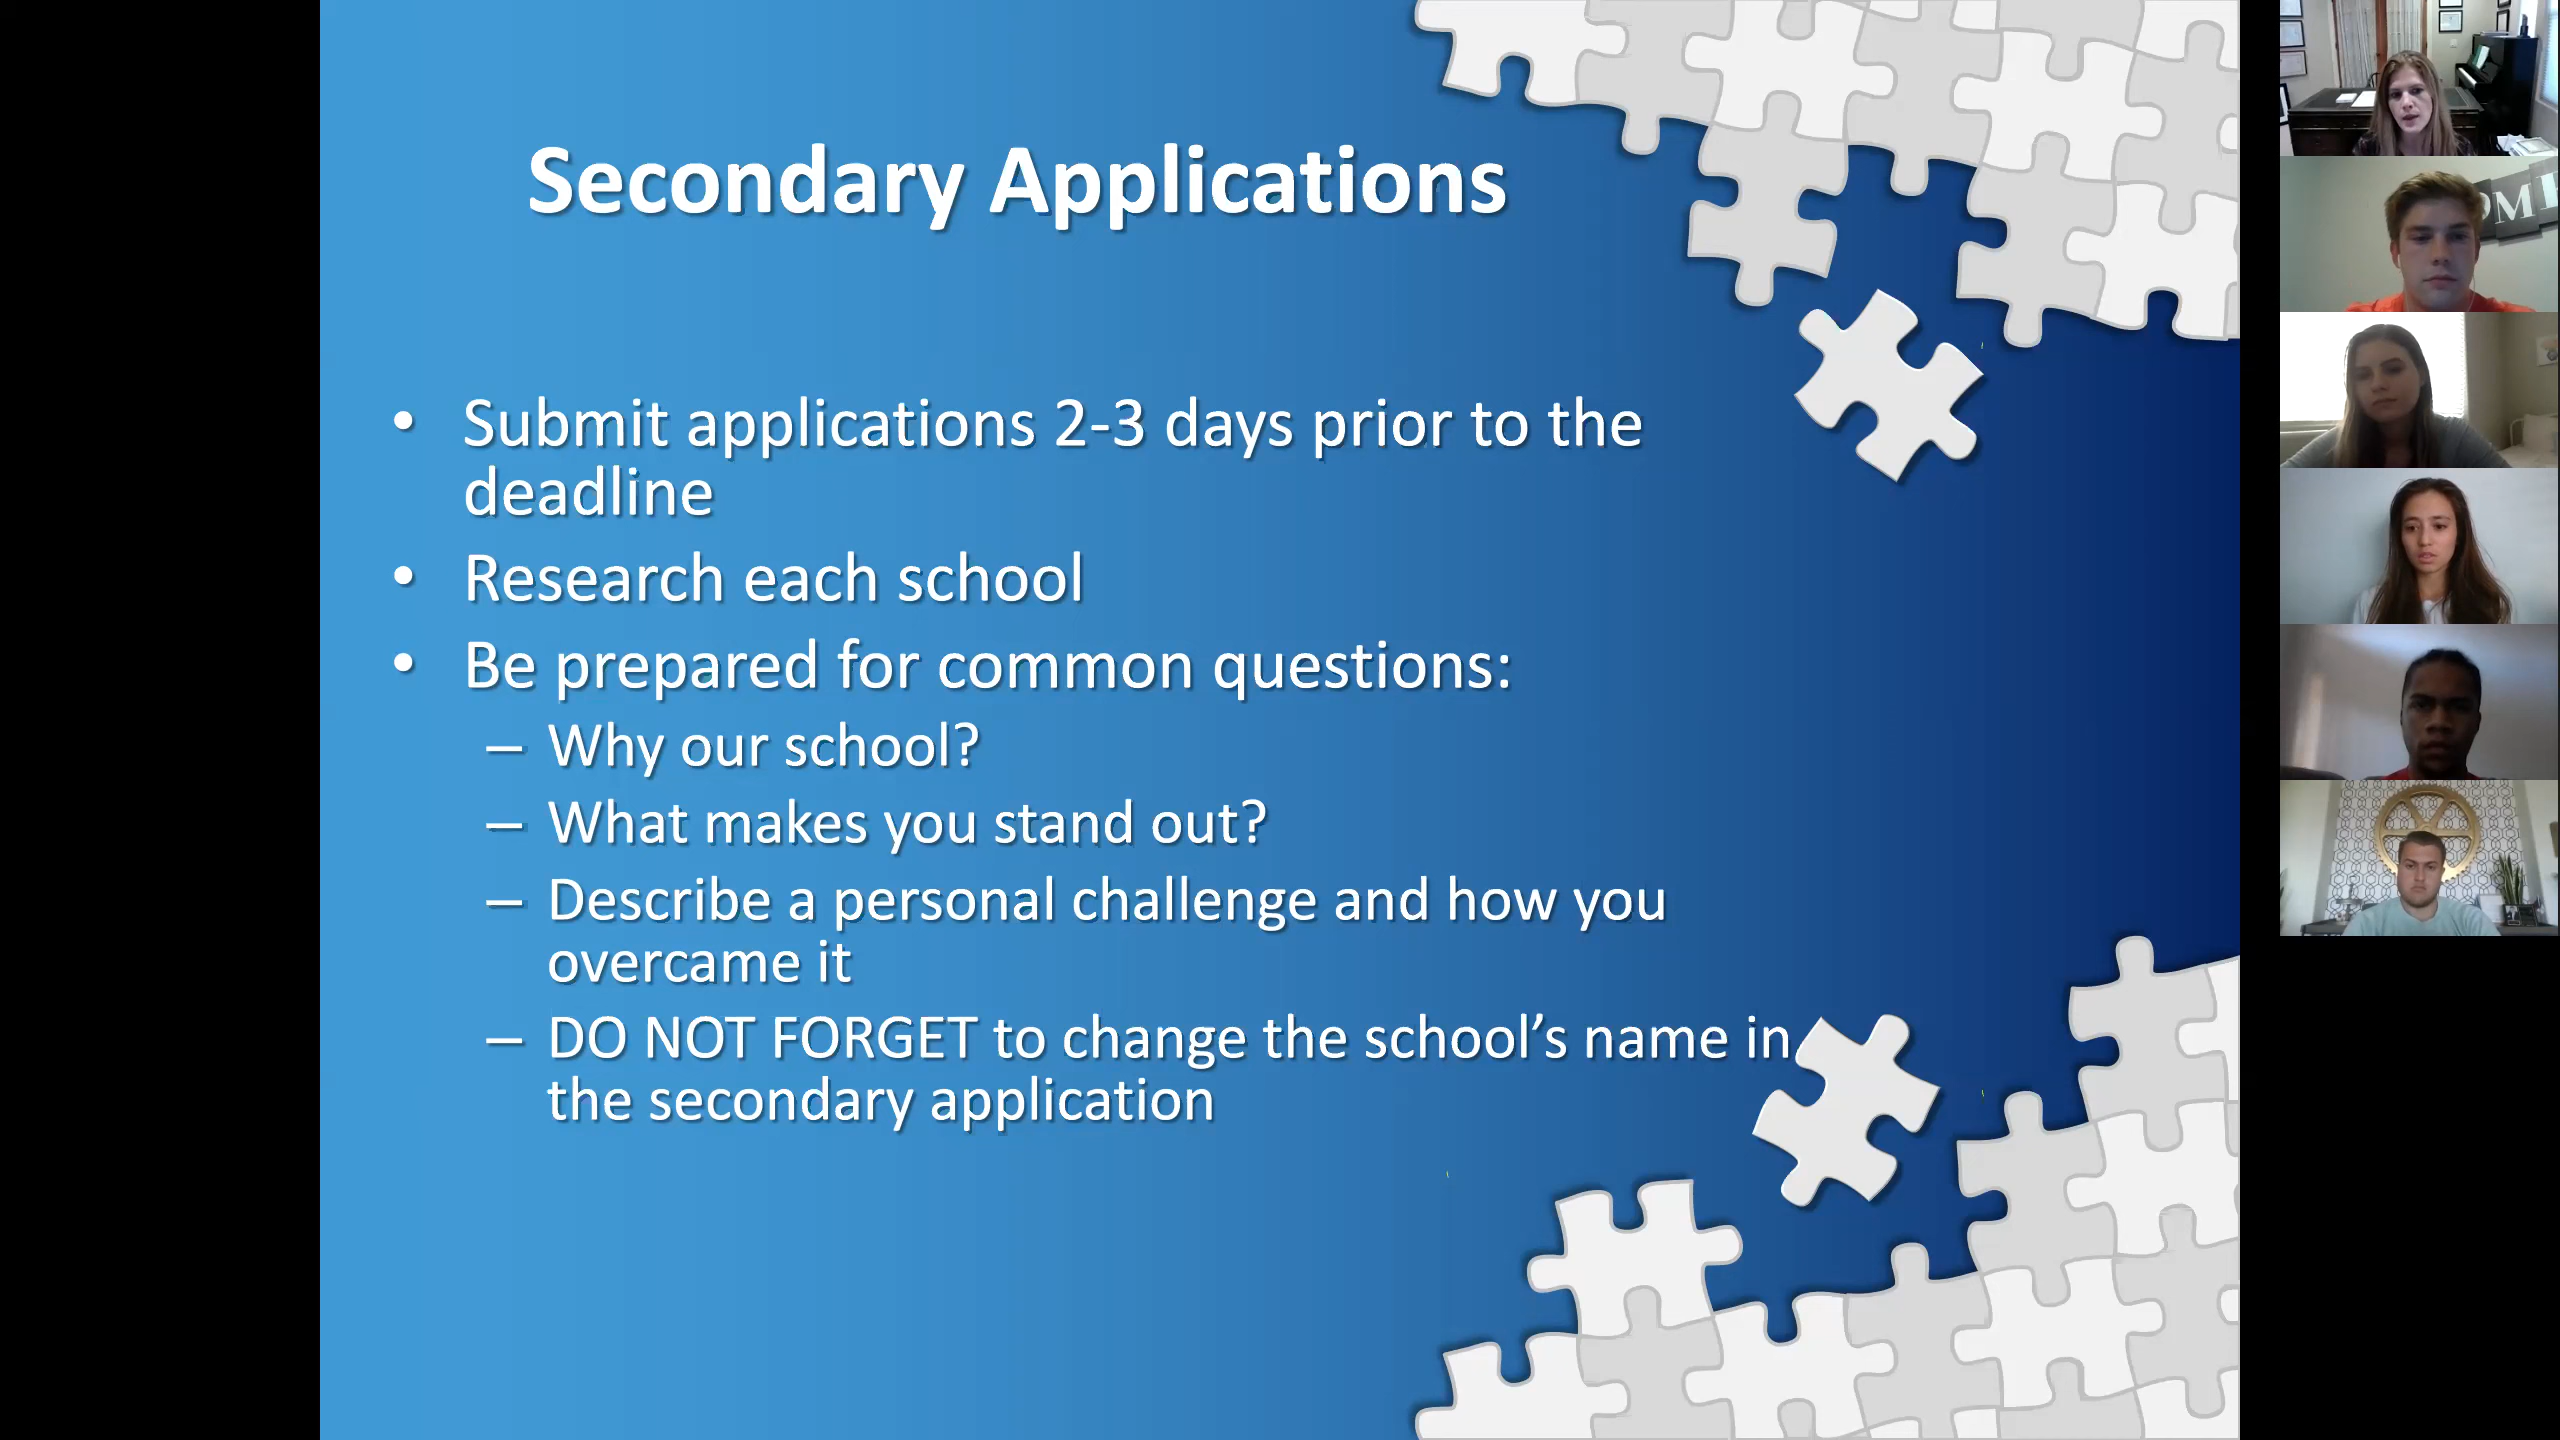 Secondary Applications
• Submit applications 2-3 days prior to the
deadline
• Research each school
• Be prepared for common questions:
– Why our school?
– What makes you stand out?
– Describe a personal challenge and how you
overcame it
– DO NOT FORGET to change the school’s name in
the secondary application